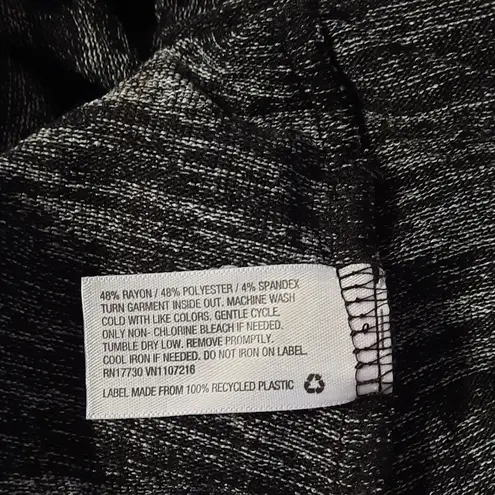 48% RAYON / 48% POLYESTER / 4% SPANDEX
TURN GARMENT INSIDE OUT. MACHINE WASH
COLD WITH LIKE COLORS. GENTLE CYCLE.
ONLY NON- CHLORINE BLEACH IF NEEDED.
TUMBLE DRY LOW. REMOVE PROMPTLY.
COOL IRON IF NEEDED. DO NOT IRON ON LABEL.
RN17730 VN1107216
LABEL MADE FROM 100% RECYCLED PLASTIC